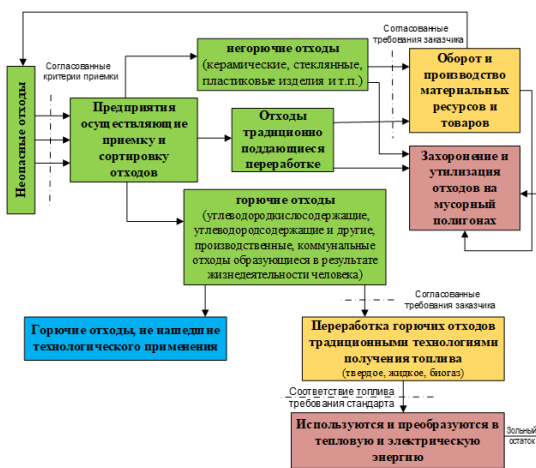 Неопасные отходы
Согласованные
критерии приемки
Предприятия
осуществляющие
приемку и
сортировку
отходов
негорючие отходы
(керамические, стеклянные,
пластиковые изделия и т.п.)
Отходы
традиционно
поддающиеся
переработке
Согласованные
требования заказчика
Оборот и
производство
материальных
ресурсов и
товаров
Захоронение и
утилизация
отходов на
мусорный
полигонах
горючие отходы
(углеводородкислосодержащие,
углеводородсодержащие и другие,
производственные, коммунальные
отходы образующиеся в результате
жизнедеятельности человека)
Горючие отходы, не нашедшие
технологического применения
Согласованные
требования заказчика
Переработка горючих отходов
традиционными технологиями
получения топлива
(твердое, жидкое, биогаз)
Соответствие топлива
требования стандарта
Используются и преобразуются в
тепловую и электрическую
энергию
Зольный
остаток